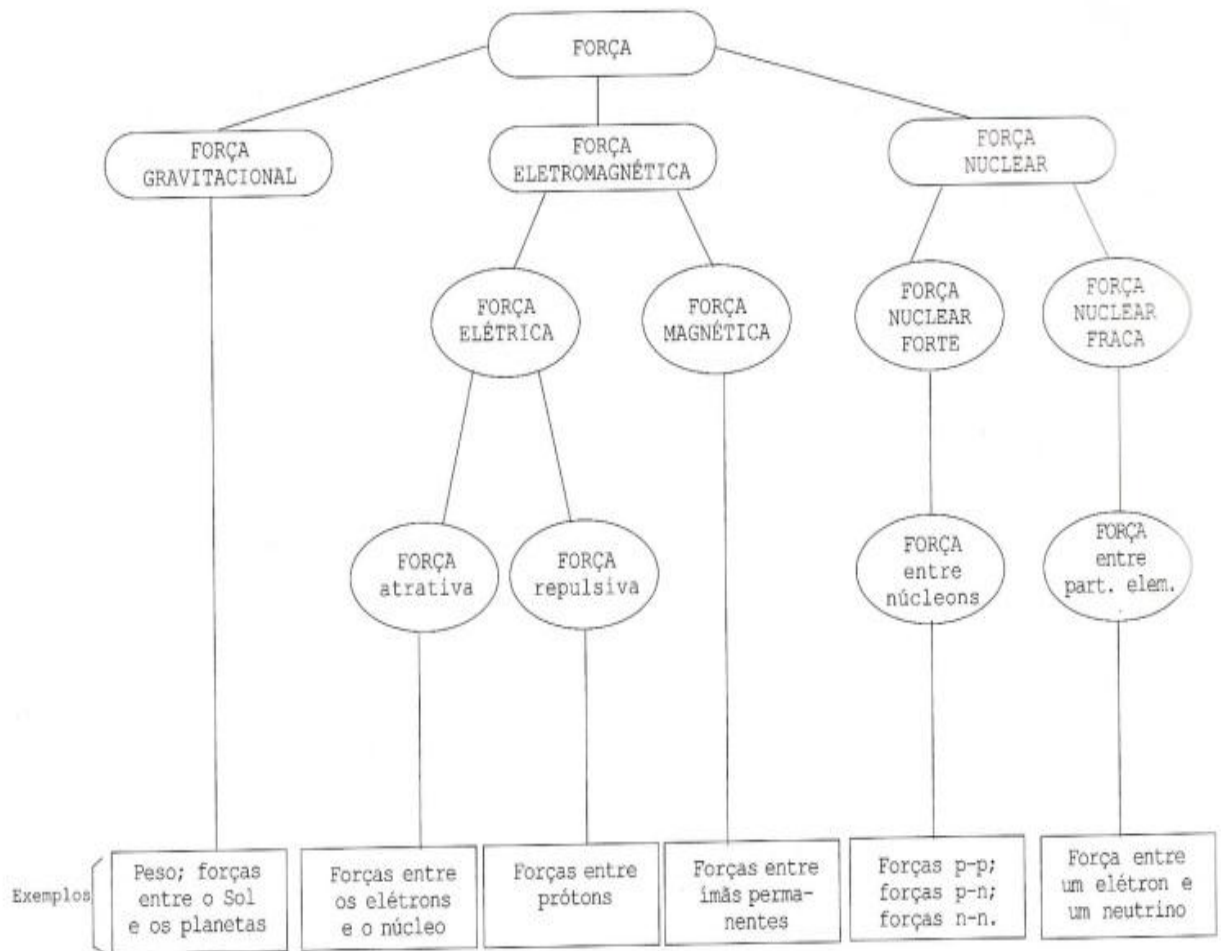 FORÇA
FORÇA
GRAVITACIONAL
FORÇA
ELETROMAGNÉTICA
FORÇA
NUCLEAR
FORÇA
ELÉTRICA
FORÇA
MAGNÉTICA
FORÇA
NUCLEAR
FORTE
FORÇA
NUCLEAR
FRACA
FORÇA
atrativa
FORÇA
repulsiva
FORÇA
entre
núcleons
FORÇA
entre
part. elem.
Exemplos
Peso; forças
entre o Sol
e os planetas
Forças entre
os elétrons
e o núcleo
Forças entre
prótons
Forças entre
ímãs perma-
nentes
Forças p-p;
forças p-n;
forças n-n.
Força entre
um elétron e
um neutrino